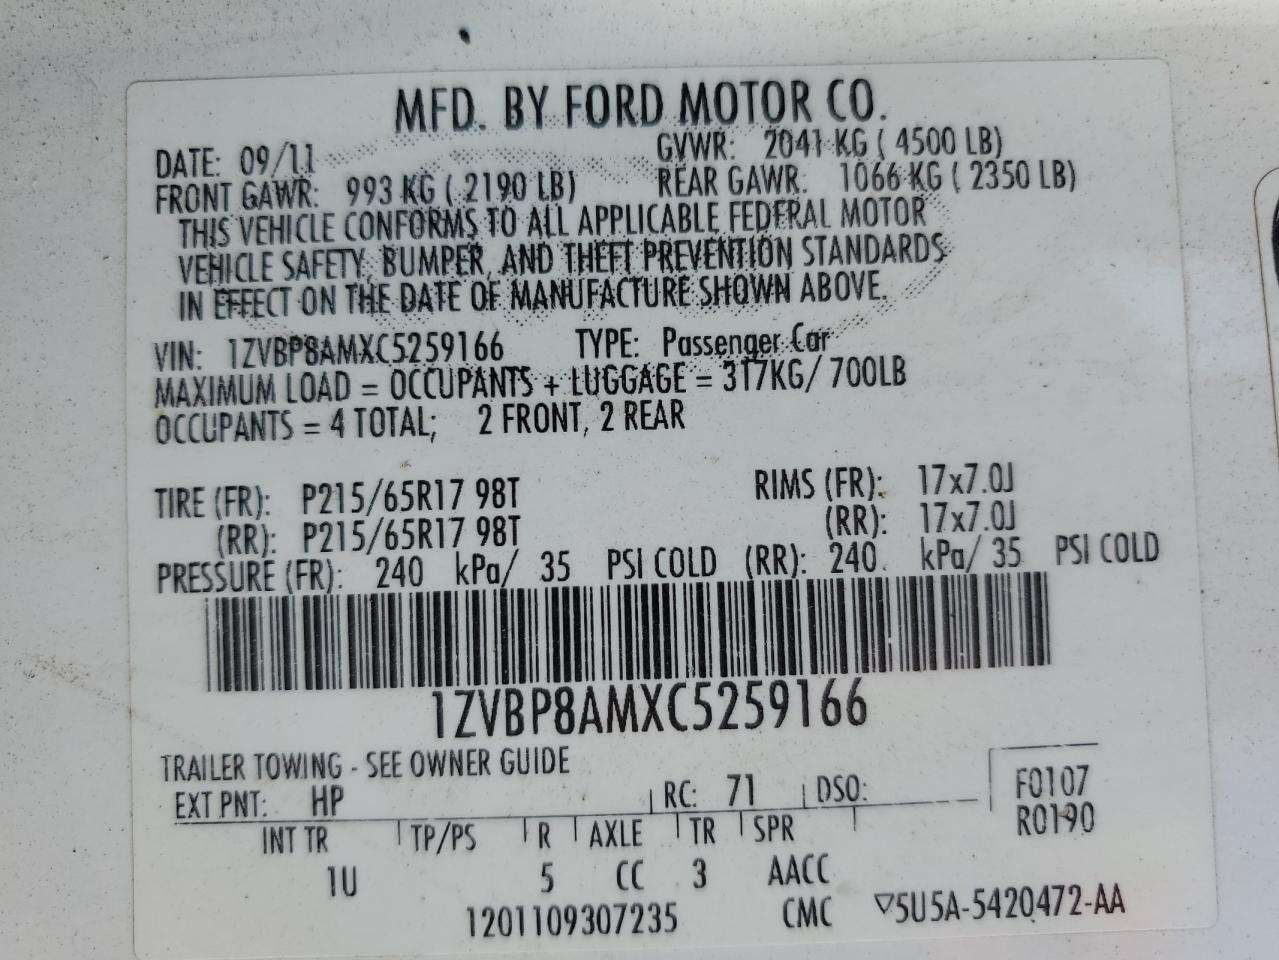 MFD. BY FORD MOTOR CO.
DATE: 09/11 GVWR: 2041 KG ( 4500 LB)
FRONT GAWR: 993 KG ( 2190 LB) REAR GAWR: 1066 KG ( 2350 LB)
THIS VEHICLE CONFORMS TO ALL APPLICABLE FEDERAL MOTOR
VEHICLE SAFETY, BUMPER, AND THEFT PREVENTION STANDARDS
IN EFFECT ON THE DATE OF MANUFACTURE SHOWN ABOVE.
VIN: 1ZVBP8AMXC5259166 TYPE: Passenger Car
MAXIMUM LOAD = OCCUPANTS + LUGGAGE = 317KG/ 700LB
OCCUPANTS = 4 TOTAL; 2 FRONT, 2 REAR
TIRE (FR): P215/65R17 98T RIMS (FR): 17x7.0J
(RR): P215/65R17 98T (RR): 17x7.0J
PRESSURE (FR): 240 kPa/ 35 PSI COLD (RR): 240 kPa/ 35 PSI COLD
1ZVBP8AMXC5259166
TRAILER TOWING - SEE OWNER GUIDE
EXT PNT: HP RC: 71 DSO: F0107
R0190
INT TR TP/PS R AXLE TR SPR
1U 5 CC 3 AACC
1201109307235 CMC ▽5U5A-5420472-AA